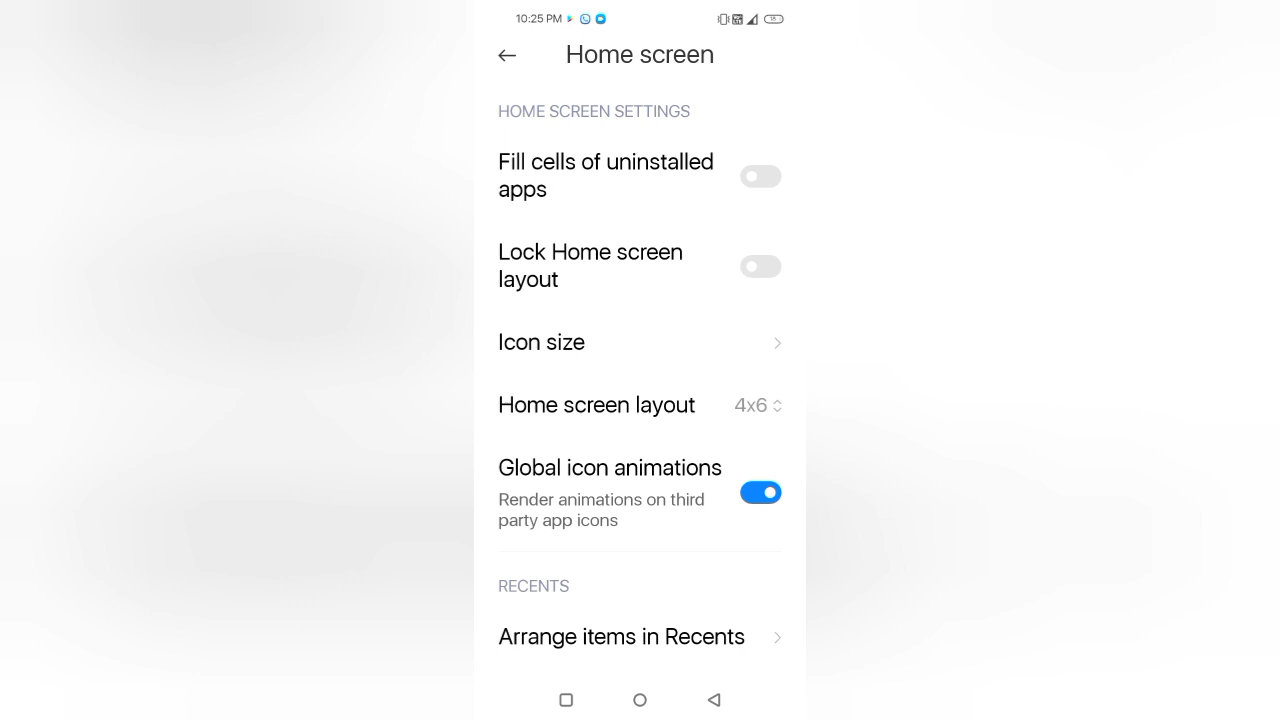 10:25 PM
18
Home screen
HOME SCREEN SETTINGS
Fill cells of uninstalled
apps
Lock Home screen
layout
Icon size
Home screen layout 4x6
Global icon animations
Render animations on third
party app icons
RECENTS
Arrange items in Recents